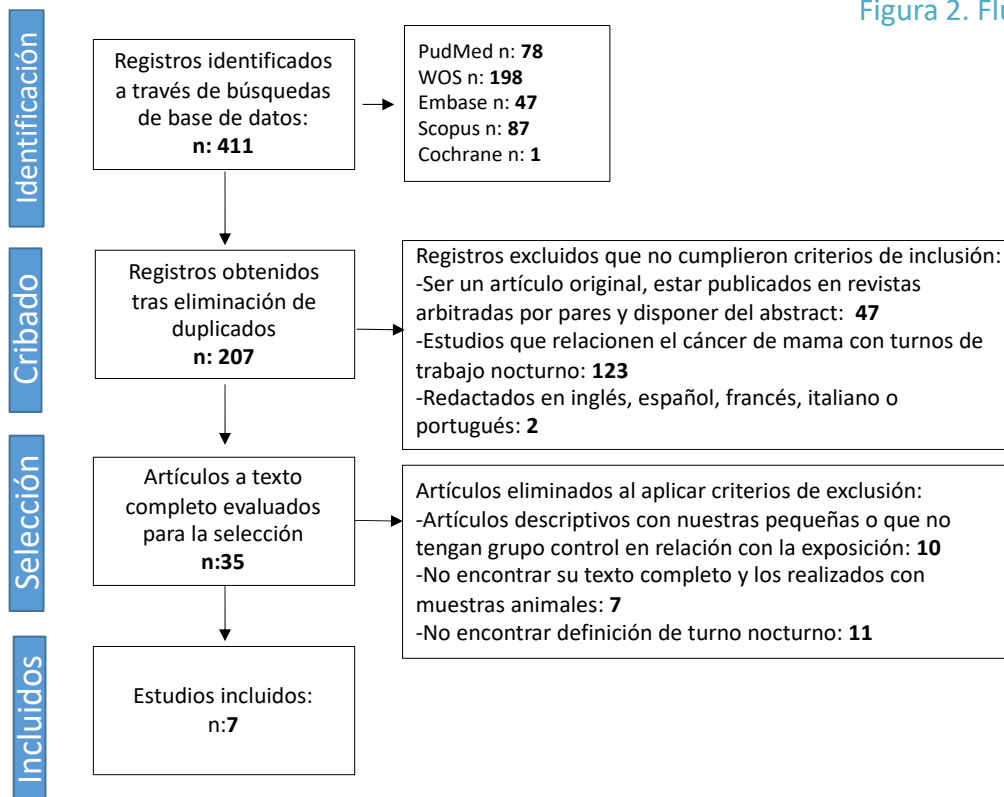 Figura 2. Flu
Identificación
Registros identificados
a través de búsquedas
de base de datos:
n: 411
PudMed n: 78
WOS n: 198
Embase n: 47
Scopus n: 87
Cochrane n: 1
Cribado
Registros obtenidos
tras eliminación de
duplicados
n: 207
Registros excluidos que no cumplieron criterios de inclusión:
-Ser un artículo original, estar publicados en revistas
arbitradas por pares y disponer del abstract: 47
-Estudios que relacionen el cáncer de mama con turnos de
trabajo nocturno: 123
-Redactados en inglés, español, francés, italiano o
portugués: 2
Selección
Artículos a texto
completo evaluados
para la selección
n:35
Artículos eliminados al aplicar criterios de exclusión:
-Artículos descriptivos con nuestras pequeñas o que no
tengan grupo control en relación con la exposición: 10
-No encontrar su texto completo y los realizados con
muestras animales: 7
-No encontrar definición de turno nocturno: 11
Incluidos
Estudios incluidos:
n:7